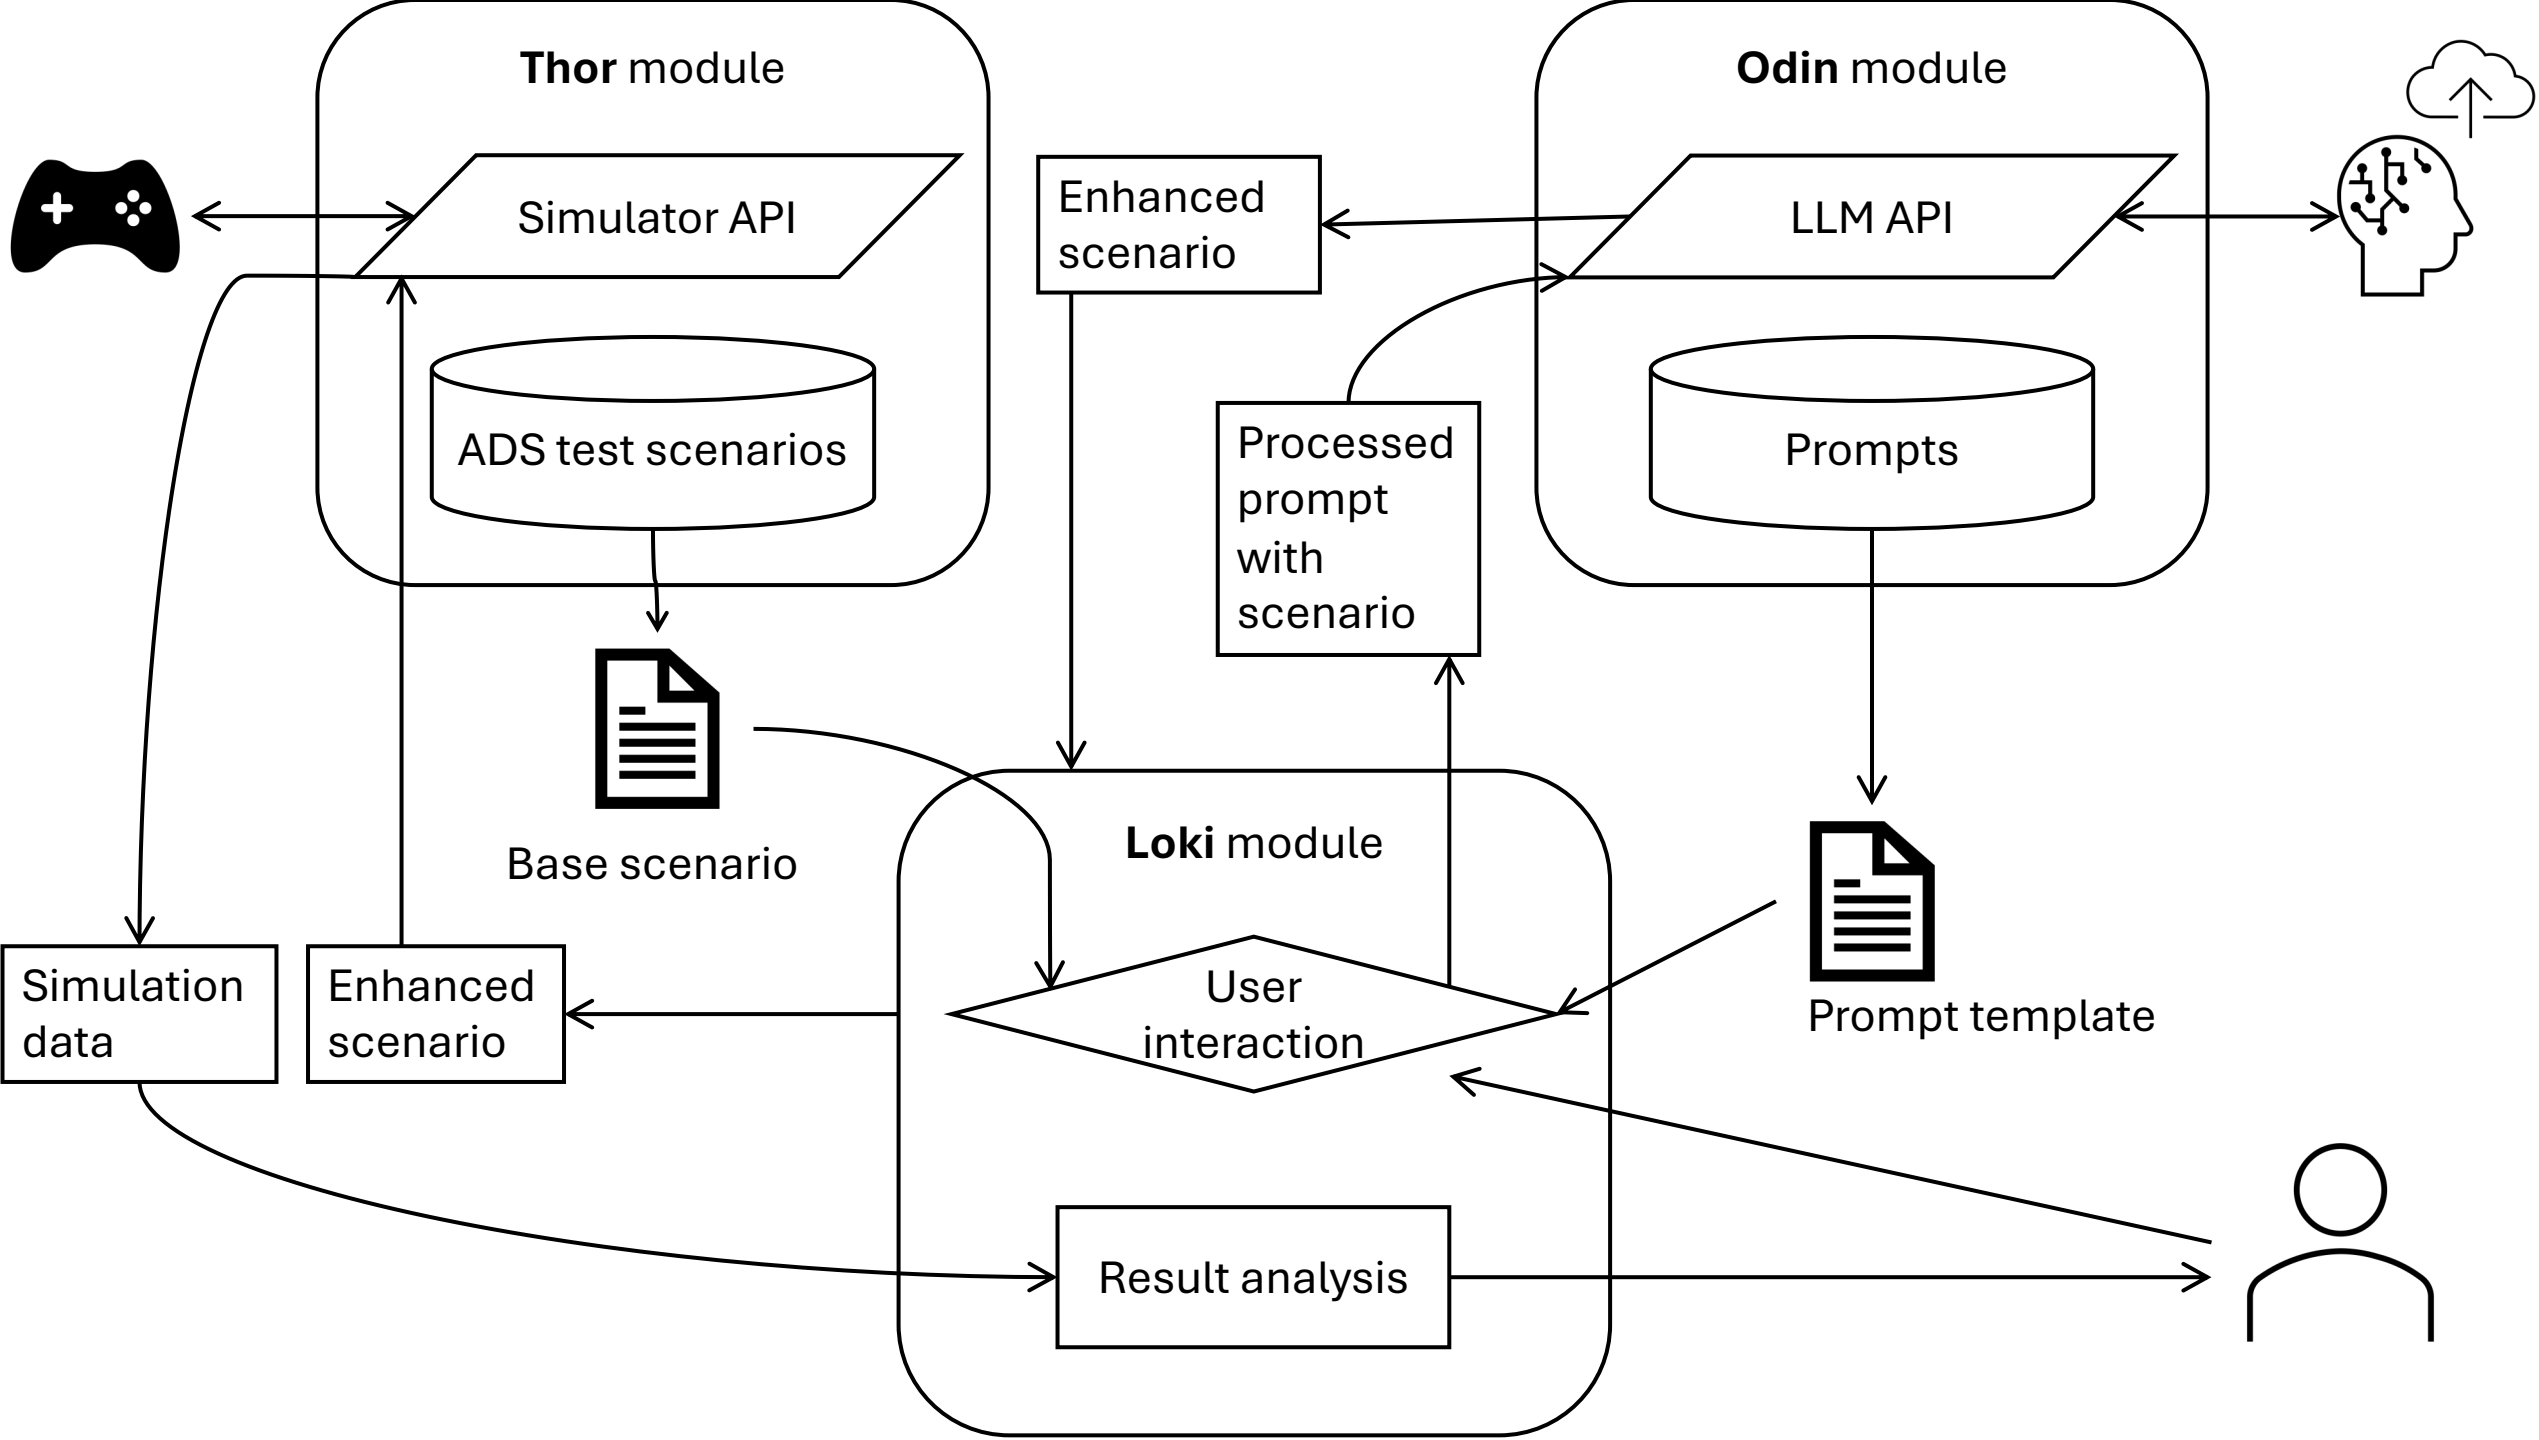 Thor module
Odin module
Simulator API
Enhanced
scenario
LLM API
ADS test scenarios
Processed
prompt
with
scenario
Prompts
Base scenario
Loki module
Simulation
data
Enhanced
scenario
User
interaction
Prompt template
Result analysis